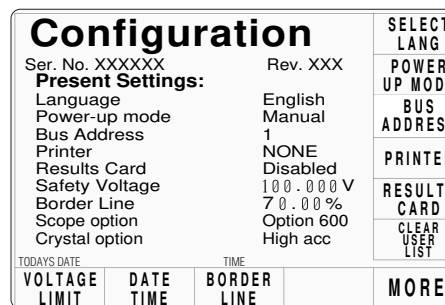 Configuration
Ser. No. XXXXXX Rev. XXX
Present Settings:
Language English
Power-up mode Manual
Bus Address 1
Printer NONE
Results Card Disabled
Safety Voltage 100.000 V
Border Line 70.00 %
Scope option Option 600
Crystal option High acc
TODAYS DATE TIME
VOLTAGE LIMIT
DATE TIME
BORDER LINE
SELECT
LANG
POWER
UP MOD
BUS
ADDRES
PRINTE
RESULT
CARD
CLEAR
USER
LIST
MORE